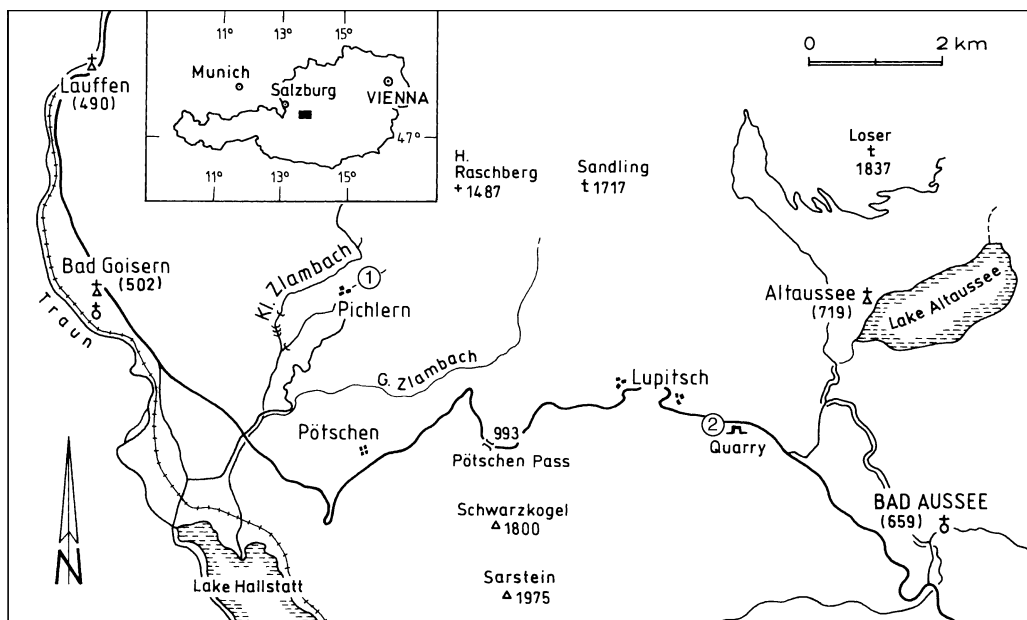 11°
13°
15°
Munich
Salzburg
VIENNA
47°
11°
13°
15°
0
2 km
Lauffen
(490)
H.
Raschberg
+ 1487
Sandling
t 1717
Loser
t
1837
Bad Goisern
(502)
Traun
Kl. Zlambach
1
Pichlern
G. Zlambach
Altaussee
(719)
Lake Altaussee
Lupitsch
2
Quarry
Pötschen
993
Pötschen Pass
Schwarzkogel
1800
Sarstein
1975
BAD AUSSEE
(659)
N
Lake Hallstatt